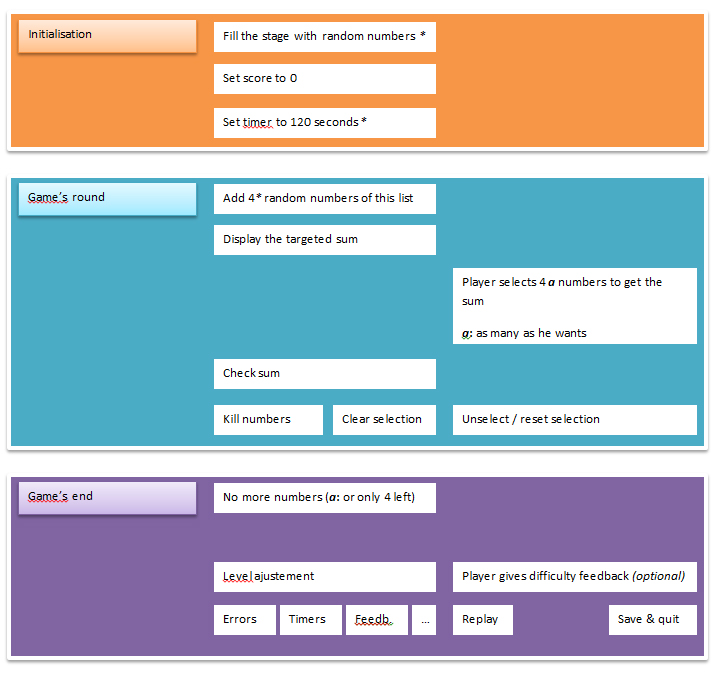 Initialisation
Fill the stage with random numbers *
Set score to 0
Set timer to 120 seconds*
Game's round
Add 4* random numbers of this list
Display the targeted sum
Player selects 4 a numbers to get the
sum
a: as many as he wants
Check sum
Kill numbers
Clear selection
Unselect / reset selection
Game's end
No more numbers (a: or only 4 left)
Level ajustement
Player gives difficulty feedback (optional)
Errors
Timers
Feedb.
...
Replay
Save & quit